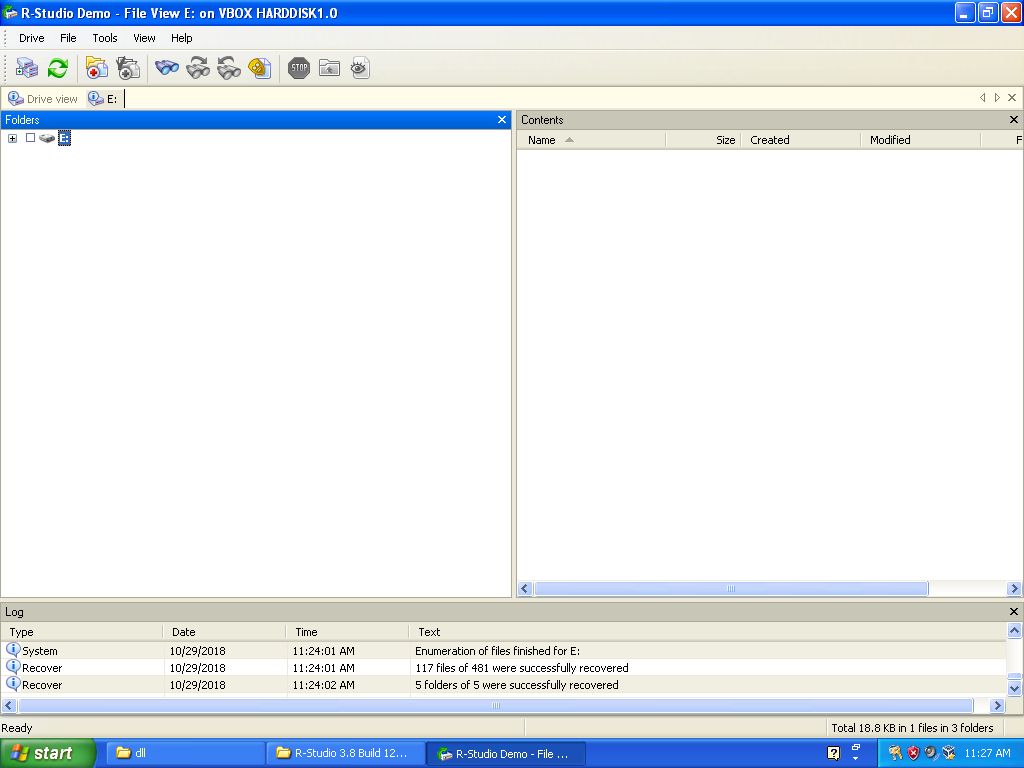 R-Studio Demo - File View E: on VBOX HARDDISK1.0
Drive File Tools View Help
STOP
Drive view E:
Folders
Contents
E:
Name Size Created Modified F
Log
Type Date Time Text
System 10/29/2018 11:24:01 AM Enumeration of files finished for E:
Recover 10/29/2018 11:24:01 AM 117 files of 481 were successfully recovered
Recover 10/29/2018 11:24:02 AM 5 folders of 5 were successfully recovered
Ready Total 18.8 KB in 1 files in 3 folders
start dll R-Studio 3.8 Build 12... R-Studio Demo - File ... 11:27 AM